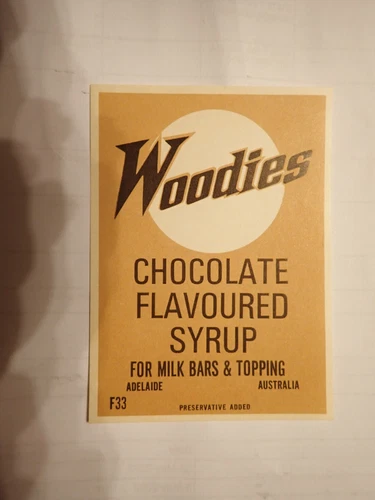 Woodies
CHOCOLATE
FLAVOURED
SYRUP
FOR MILK BARS & TOPPING
ADELAIDE AUSTRALIA
F33 PRESERVATIVE ADDED